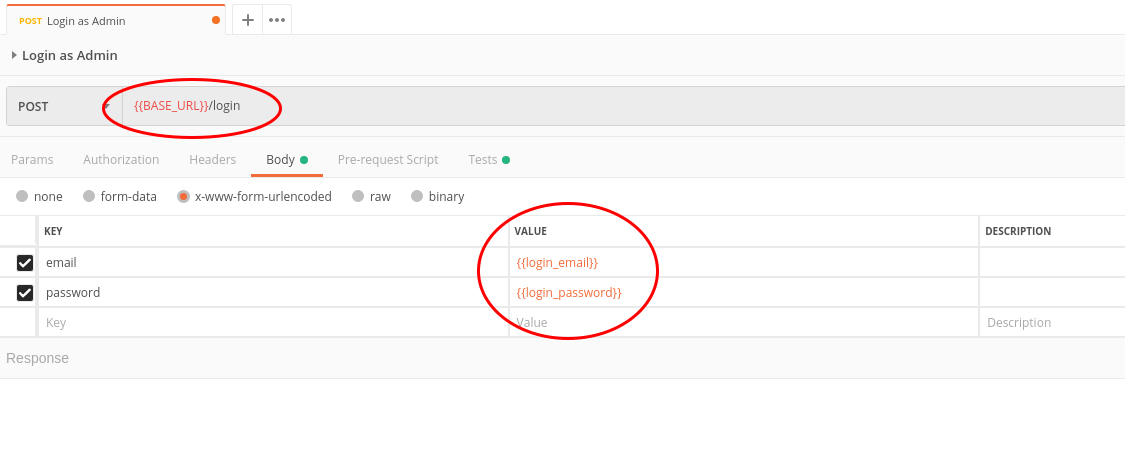 POST Login as Admin
Login as Admin
POST {{BASE_URL}}/login
Params Authorization Headers Body Pre-request Script Tests
none form-data x-www-form-urlencoded raw binary
KEY VALUE DESCRIPTION
email {{login_email}}
password {{login_password}}
Key Value Description
Response